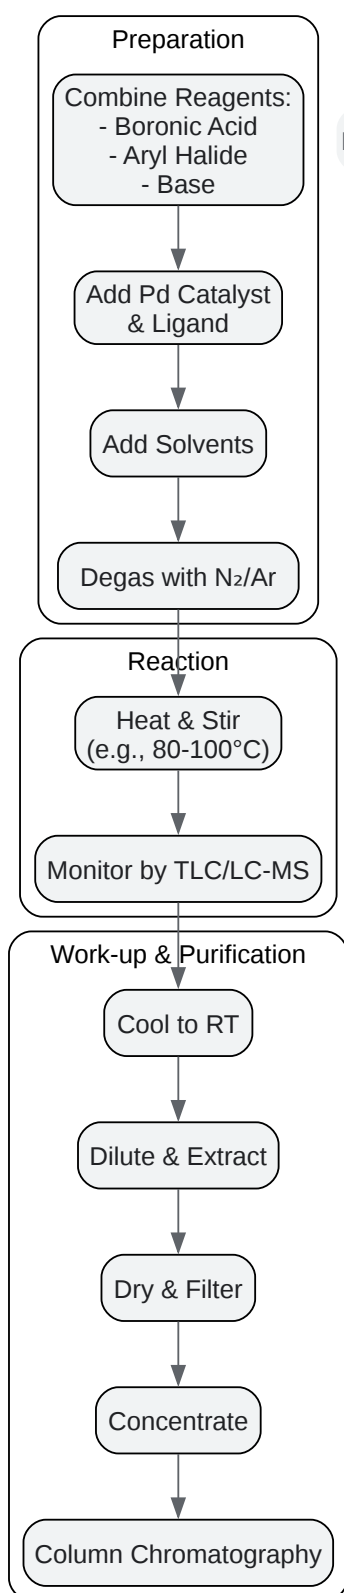 Preparation
Combine Reagents:
- Boronic Acid
- Aryl Halide
- Base
Add Pd Catalyst
& Ligand
Add Solvents
Degas with N₂/Ar
Reaction
Heat & Stir
(e.g., 80-100°C)
Monitor by TLC/LC-MS
Work-up & Purification
Cool to RT
Dilute & Extract
Dry & Filter
Concentrate
Column Chromatography